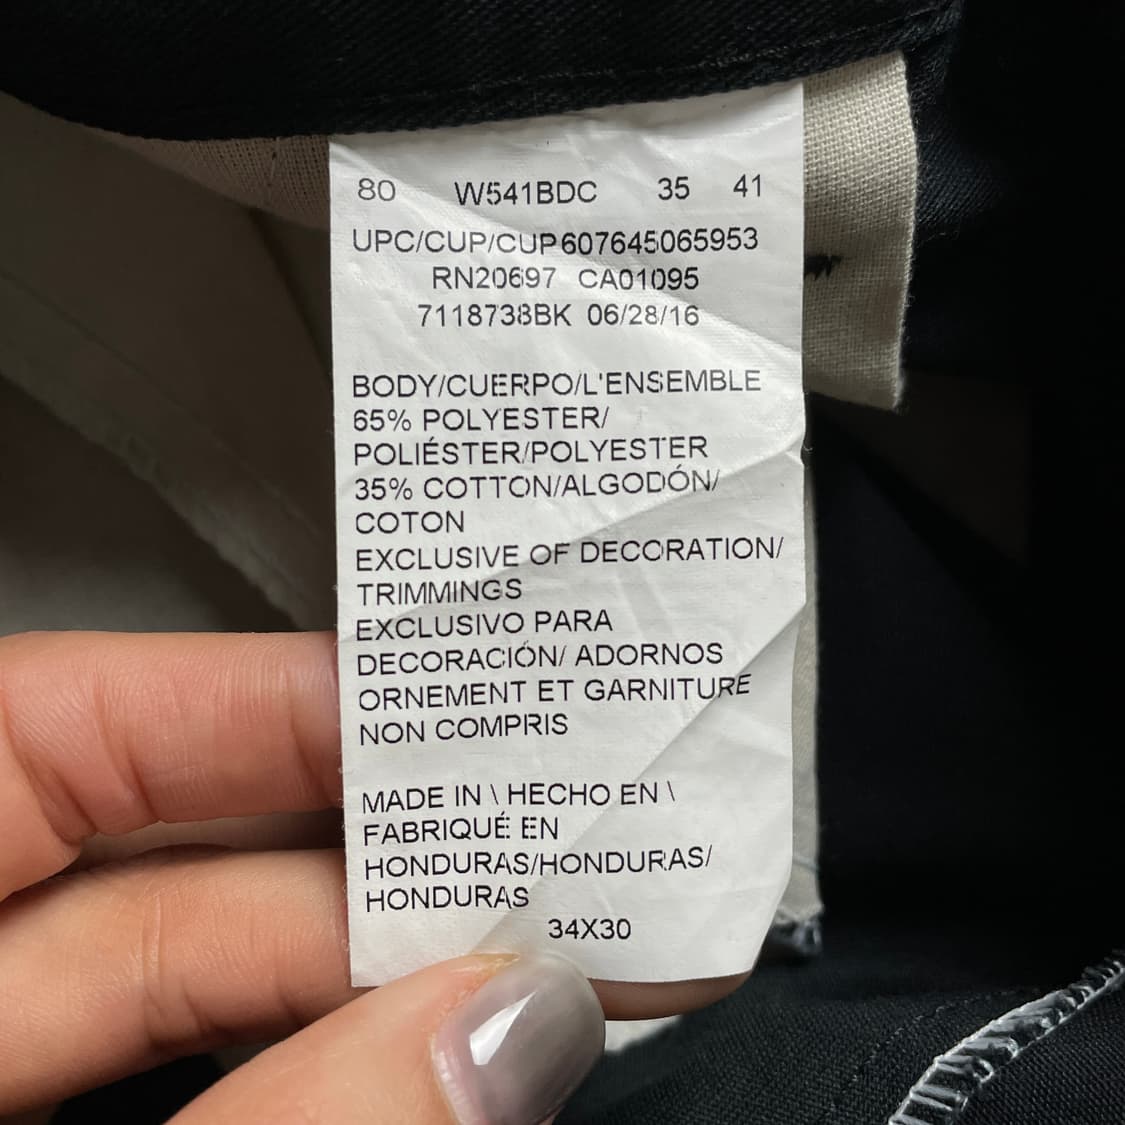 80 W541BDC 35 41
UPC/CUP/CUP607645065953
RN20697 CA01095
7118738BK 06/28/16
BODY/CUERPO/L'ENSEMBLE
65% POLYESTER/
POLIÉSTER/POLYESTER
35% COTTON/ALGODÓN/
COTON
EXCLUSIVE OF DECORATION/
TRIMMINGS
EXCLUSIVO PARA
DECORACIÓN/ ADORNOS
ORNEMENT ET GARNITURE
NON COMPRIS
MADE IN \ HECHO EN \
FABRIQUÉ EN
HONDURAS/HONDURAS/
HONDURAS
34X30